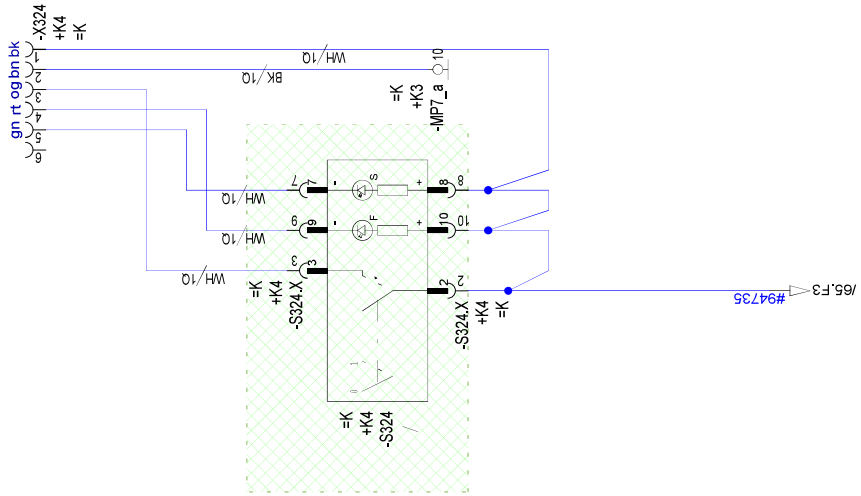 -X324
+K4
=K
gn rt og bn bk
1
2
3
4
5
6
WH/1Q
BK/1Q
10
=K
+K3
-MP7_a
WH/1Q
7
7
-
S
+
8
8
WH/1Q
9
9
-
F
+
10
10
WH/1Q
3
3
=K
+K4
-S324.X
2
2
-S324.X
+K4
=K
#94735
/65.F3
0
1
=K
+K4
-S324